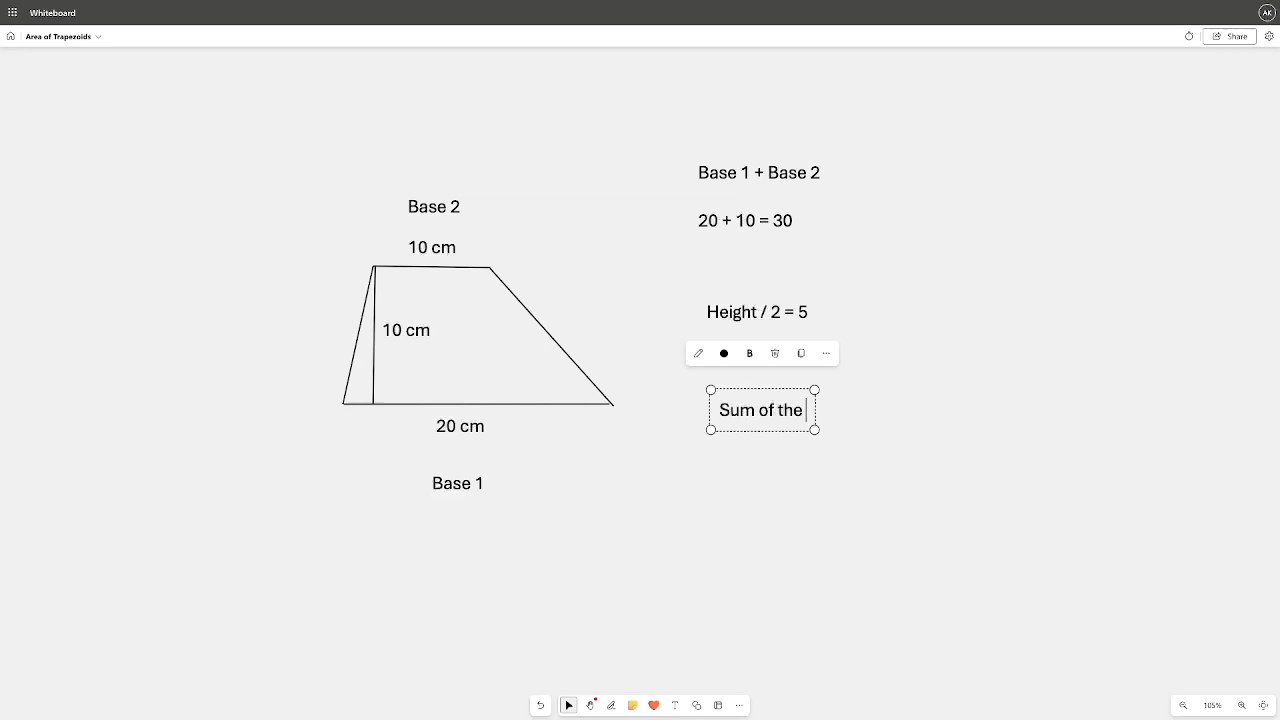 Whiteboard
AK
Area of Trapezoids
Share
Base 1 + Base 2
Base 2
20 + 10 = 30
10 cm
Height / 2 = 5
10 cm
B
Sum of the
20 cm
Base 1
105%